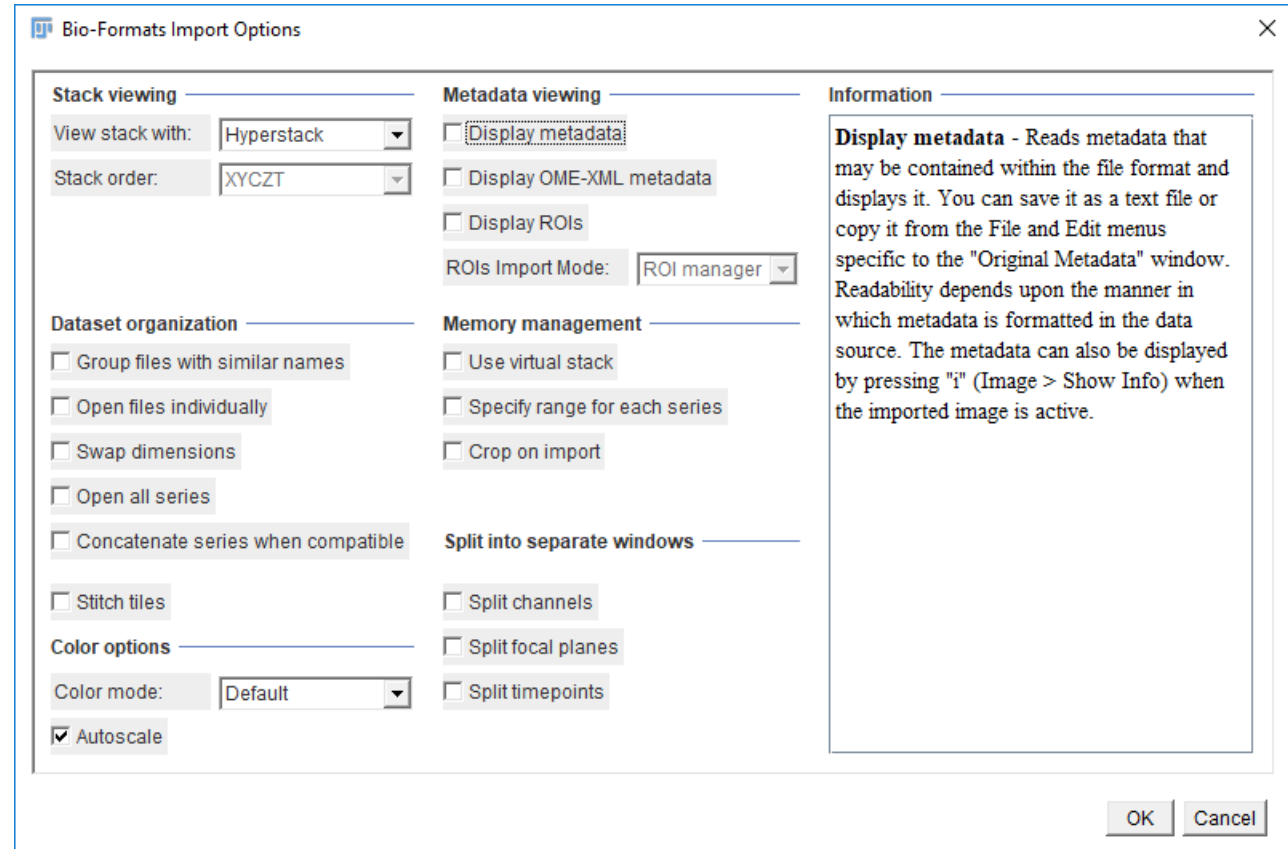 Bio-Formats Import Options
Stack viewing
View stack with: Hyperstack
Stack order: XYCZT
Metadata viewing
Display metadata
Display OME-XML metadata
Display ROIs
ROIs Import Mode: ROI manager
Information
Display metadata - Reads metadata that
may be contained within the file format and
displays it. You can save it as a text file or
copy it from the File and Edit menus
specific to the "Original Metadata" window.
Readability depends upon the manner in
which metadata is formatted in the data
source. The metadata can also be displayed
by pressing "i" (Image > Show Info) when
the imported image is active.
Dataset organization
Group files with similar names
Open files individually
Swap dimensions
Open all series
Concatenate series when compatible
Stitch tiles
Memory management
Use virtual stack
Specify range for each series
Crop on import
Color options
Color mode: Default
Autoscale
Split into separate windows
Split channels
Split focal planes
Split timepoints
OK
Cancel